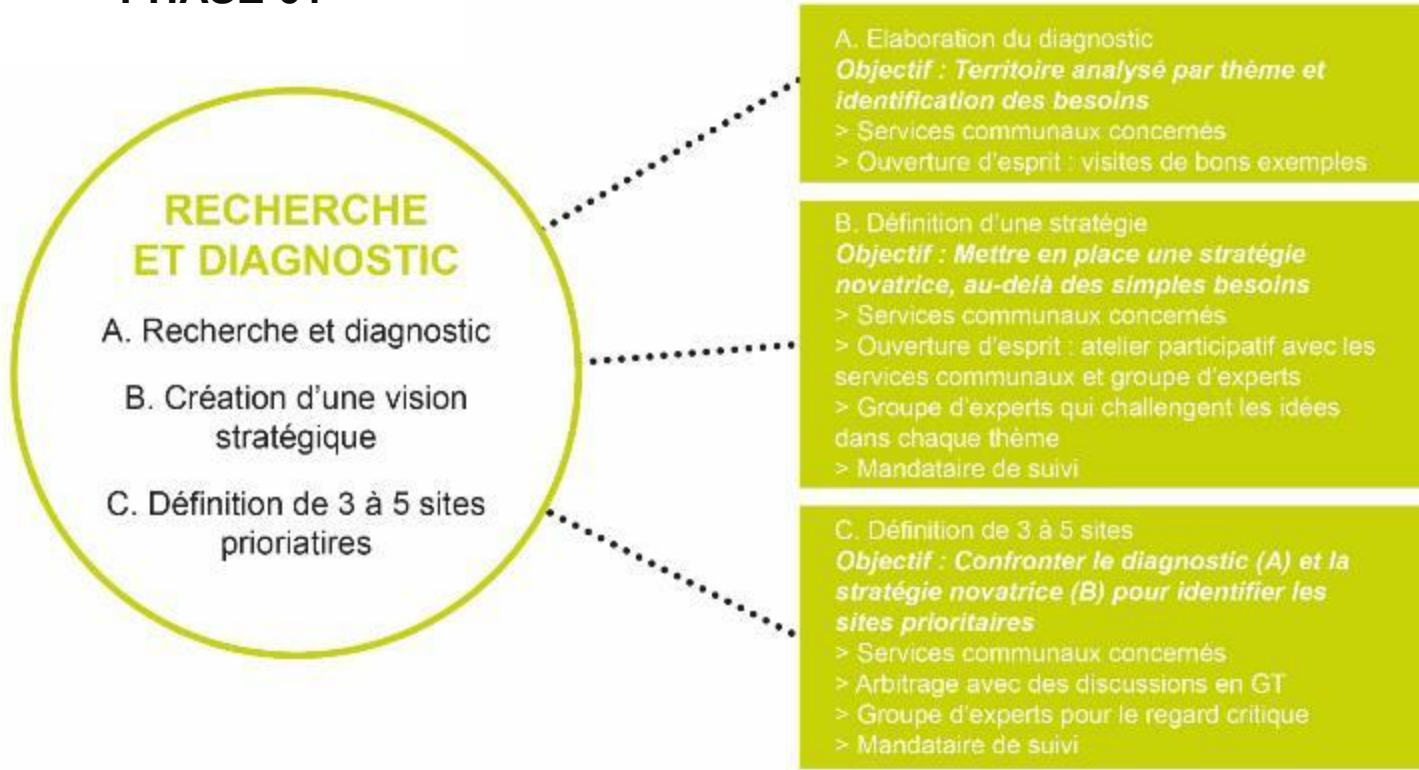 PHASE 01
RECHERCHE
ET DIAGNOSTIC
A. Recherche et diagnostic
B. Création d'une vision
stratégique
C. Définition de 3 à 5 sites
prioriatires
A. Elaboration du diagnostic
Objectif : Territoire analysé par thème et
identification des besoins
> Services communaux concernés
> Ouverture d'esprit : visites de bons exemples
B. Définition d'une stratégie
Objectif : Mettre en place une stratégie
novatrice, au-delà des simples besoins
> Services communaux concernés
> Ouverture d'esprit : atelier participatif avec les
services communaux et groupe d'experts
> Groupe d'experts qui challengent les idées
dans chaque thème
> Mandataire de suivi
C. Définition de 3 à 5 sites
Objectif : Confronter le diagnostic (A) et la
stratégie novatrice (B) pour identifier les
sites prioritaires
> Services communaux concernés
> Arbitrage avec des discussions en GT
> Groupe d'experts pour le regard critique
> Mandataire de suivi